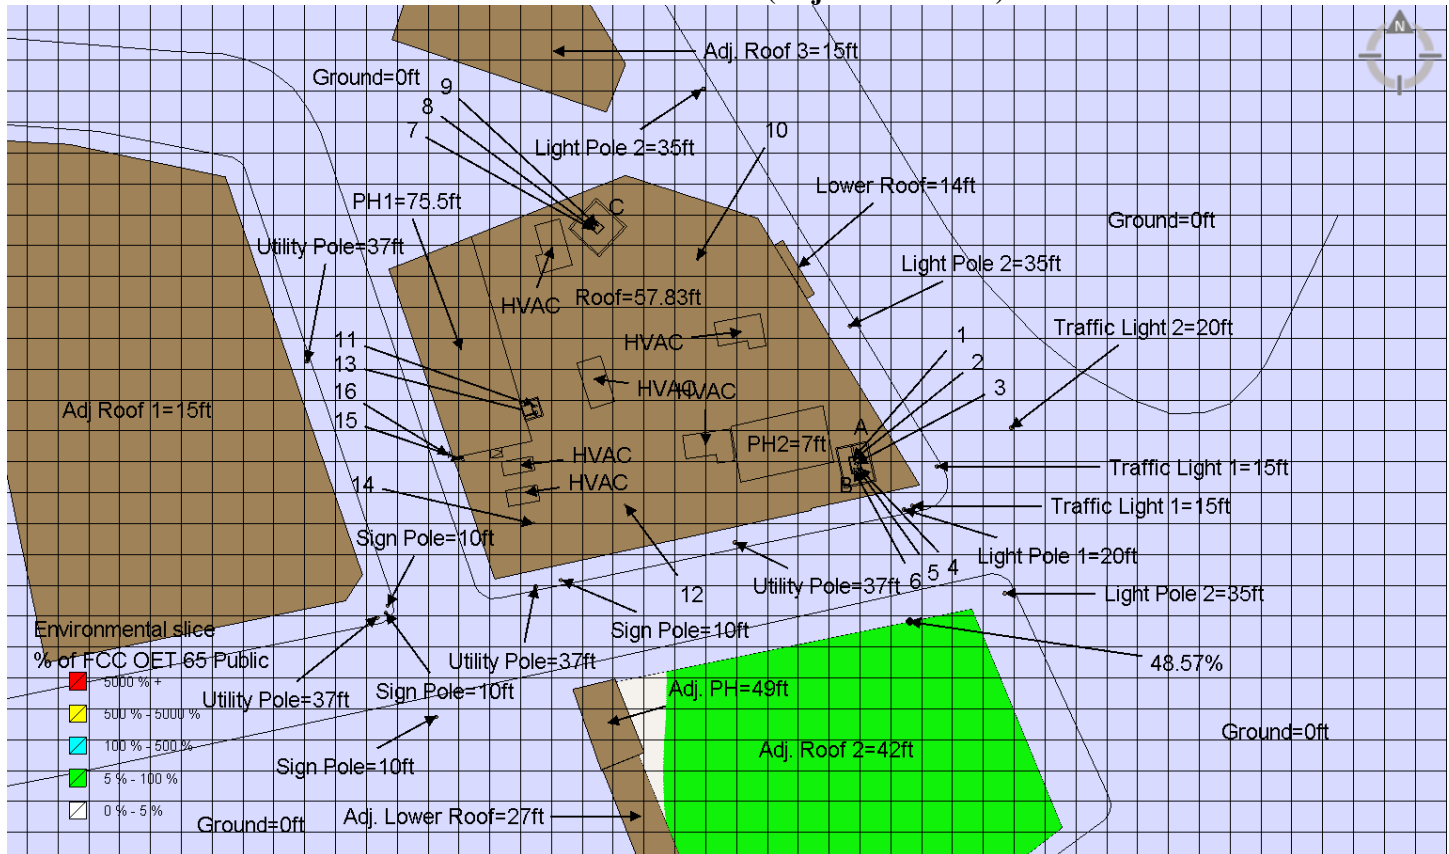 N
Adj. Roof 3=15ft
Ground=0ft
9
8
7
10
Light Pole 2=35ft
Lower Roof=14ft
PH1=75.5ft
C
Ground=0ft
Utility Pole=37ft
Light Pole 2=35ft
HVAC
Roof=57.83ft
Traffic Light 2=20ft
11
HVAC
1
13
2
16
HVAC
HVAC
3
Adj Roof 1=15ft
15
A
PH2=7ft
HVAC
Traffic Light 1=15ft
14
HVAC
B
Traffic Light 1=15ft
Sign Pole=10ft
Light Pole 1=20ft
4
5
6
12
Utility Pole=37ft
Light Pole 2=35ft
Environmental slice
Sign Pole=10ft
% of FCC OET 65 Public
Utility Pole=37ft
48.57%
5000 % +
Utility Pole=37ft
Sign Pole=10ft
Adj. PH=49ft
500 % - 5000 %
Ground=0ft
100 % - 500 %
Adj. Roof 2=42ft
Sign Pole=10ft
5 % - 100 %
0 % - 5 %
Ground=0ft
Adj. Lower Roof=27ft